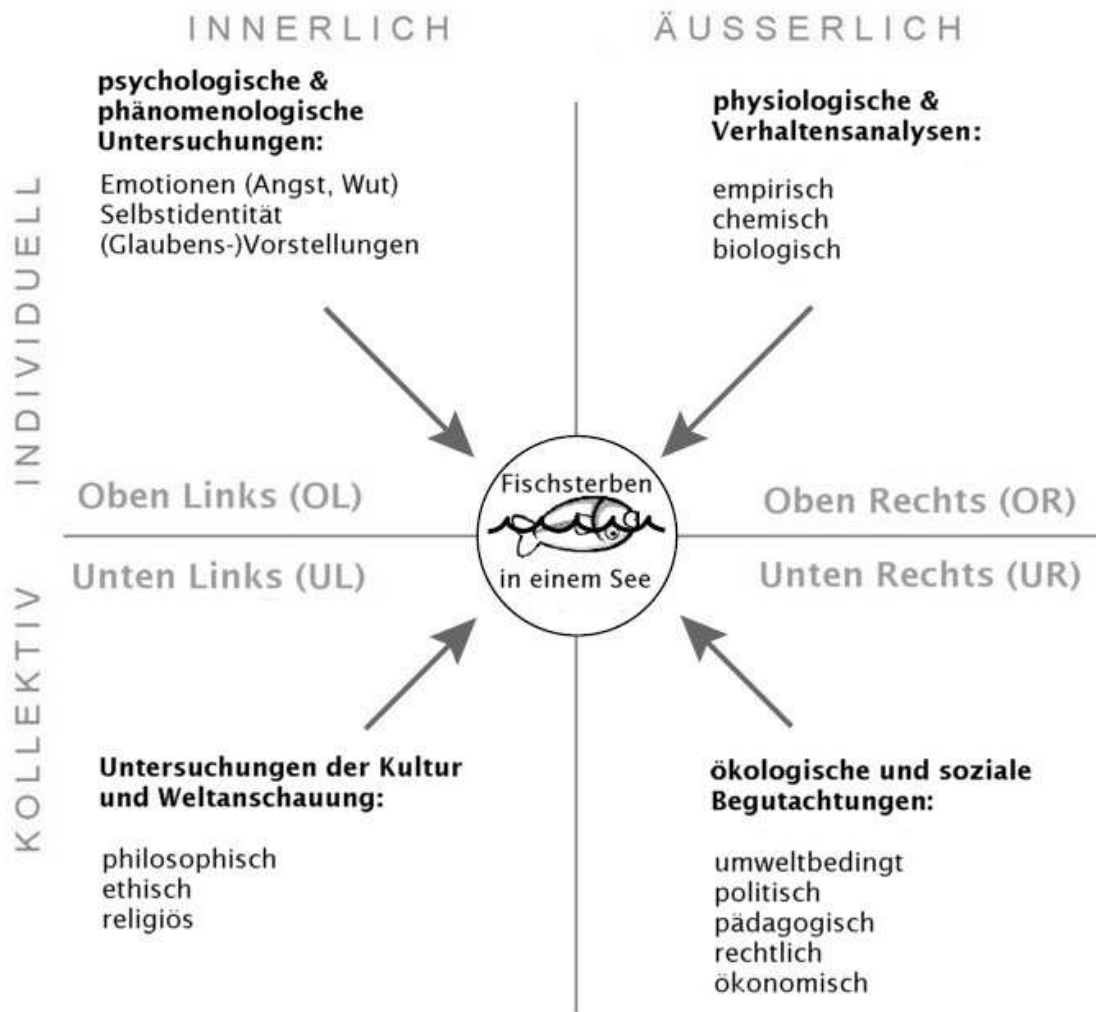 INNERLICH
ÄUSSERLICH
INDIVIDUELL
KOLLEKTIV
psychologische &
phänomenologische
Untersuchungen:
Emotionen (Angst, Wut)
Selbstidentität
(Glaubens-)Vorstellungen
physiologische &
Verhaltensanalysen:
empirisch
chemisch
biologisch
Oben Links (OL)
Oben Rechts (OR)
Fischsterben
in einem See
Unten Links (UL)
Unten Rechts (UR)
Untersuchungen der Kultur
und Weltanschauung:
philosophisch
ethisch
religiös
ökologische und soziale
Begutachtungen:
umweltbedingt
politisch
pädagogisch
rechtlich
ökonomisch